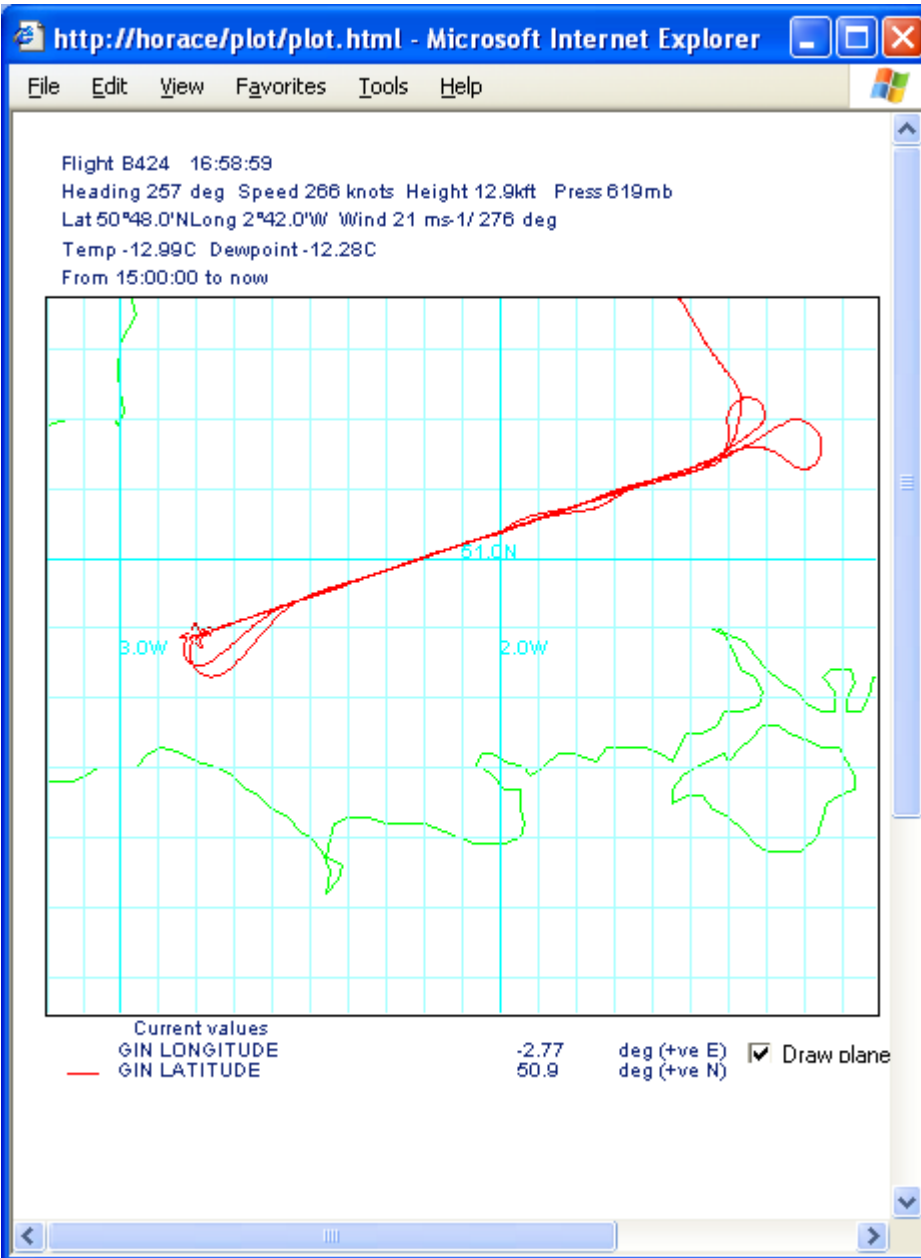 http://horace/plot/plot.html - Microsoft Internet Explorer
File Edit View Favorites Tools Help
Flight B424 16:58:59
Heading 257 deg Speed 266 knots Height 12.9kft Press 619mb
Lat 50°48.0'NLong 2°42.0'W Wind 21 ms-1/ 276 deg
Temp -12.99C Dewpoint -12.28C
From 15:00:00 to now
51.0N
3.0W 2.0W
Current values
GIN LONGITUDE -2.77 deg (+ve E)
GIN LATITUDE 50.9 deg (+ve N)
Draw plane